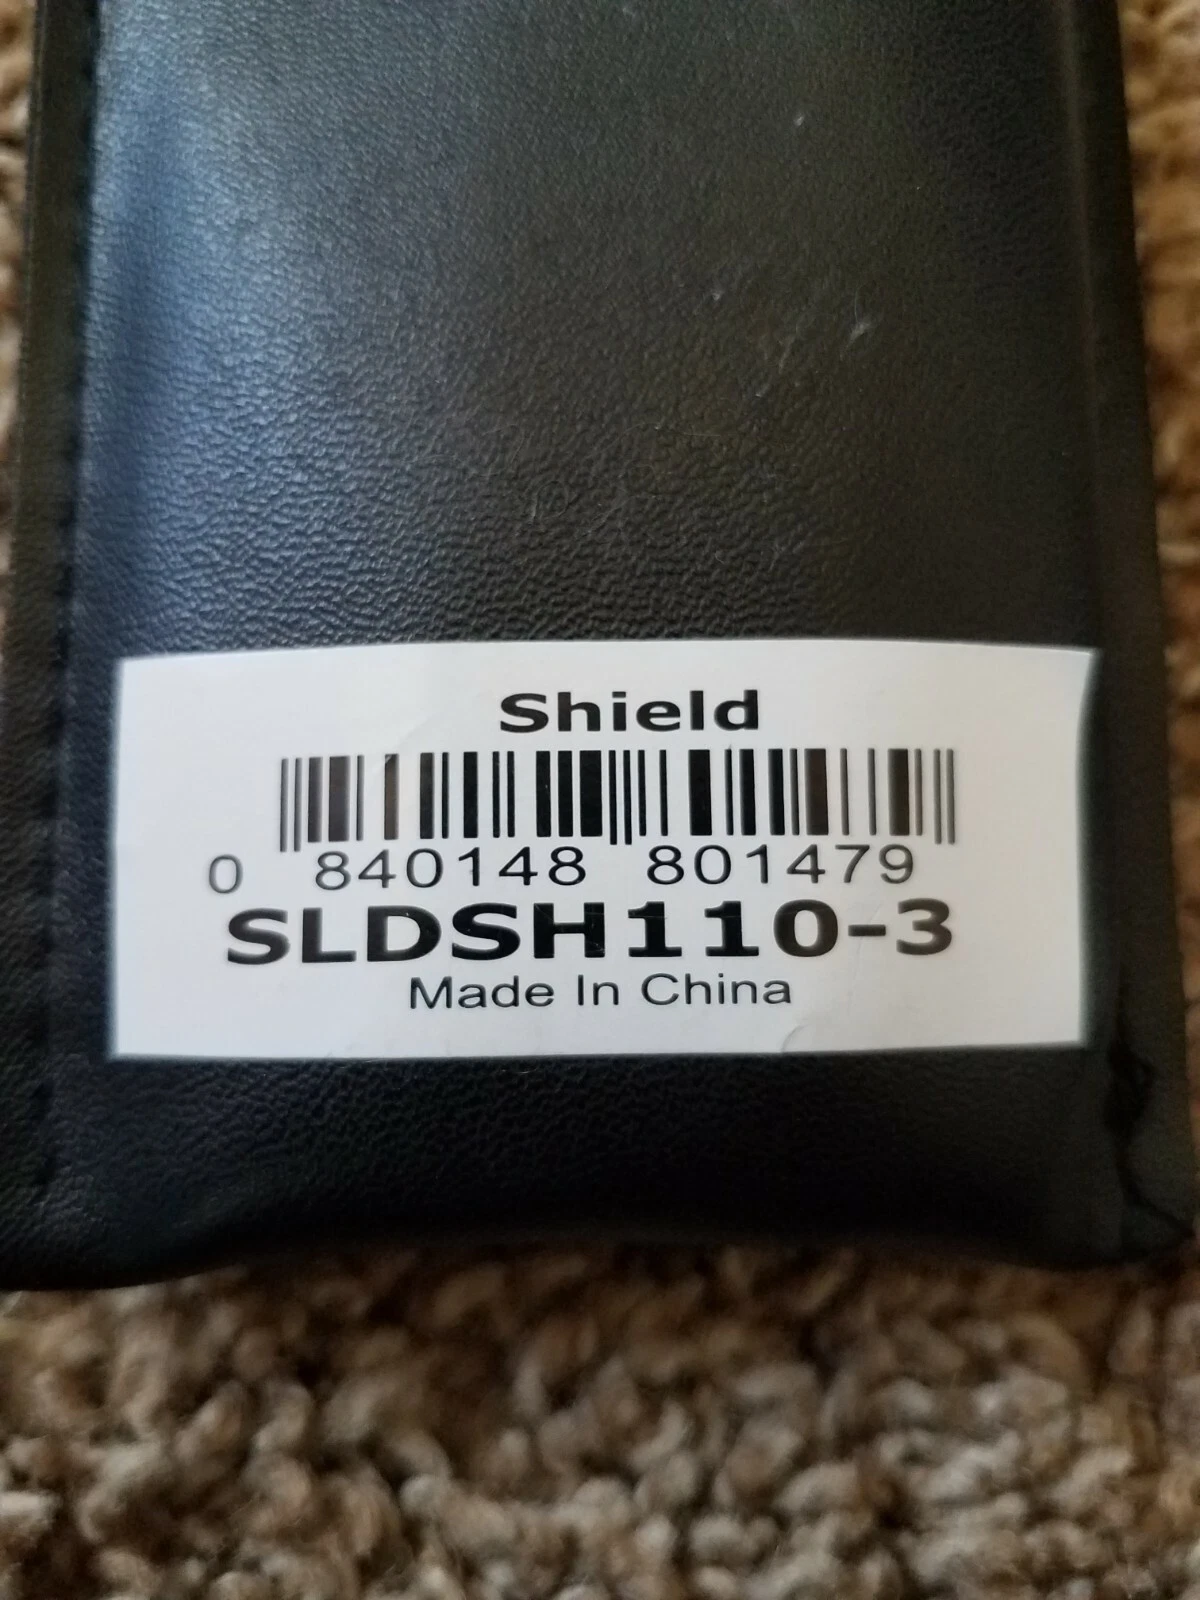 Shield
0 840148 801479
SLDSH110-3
Made In China